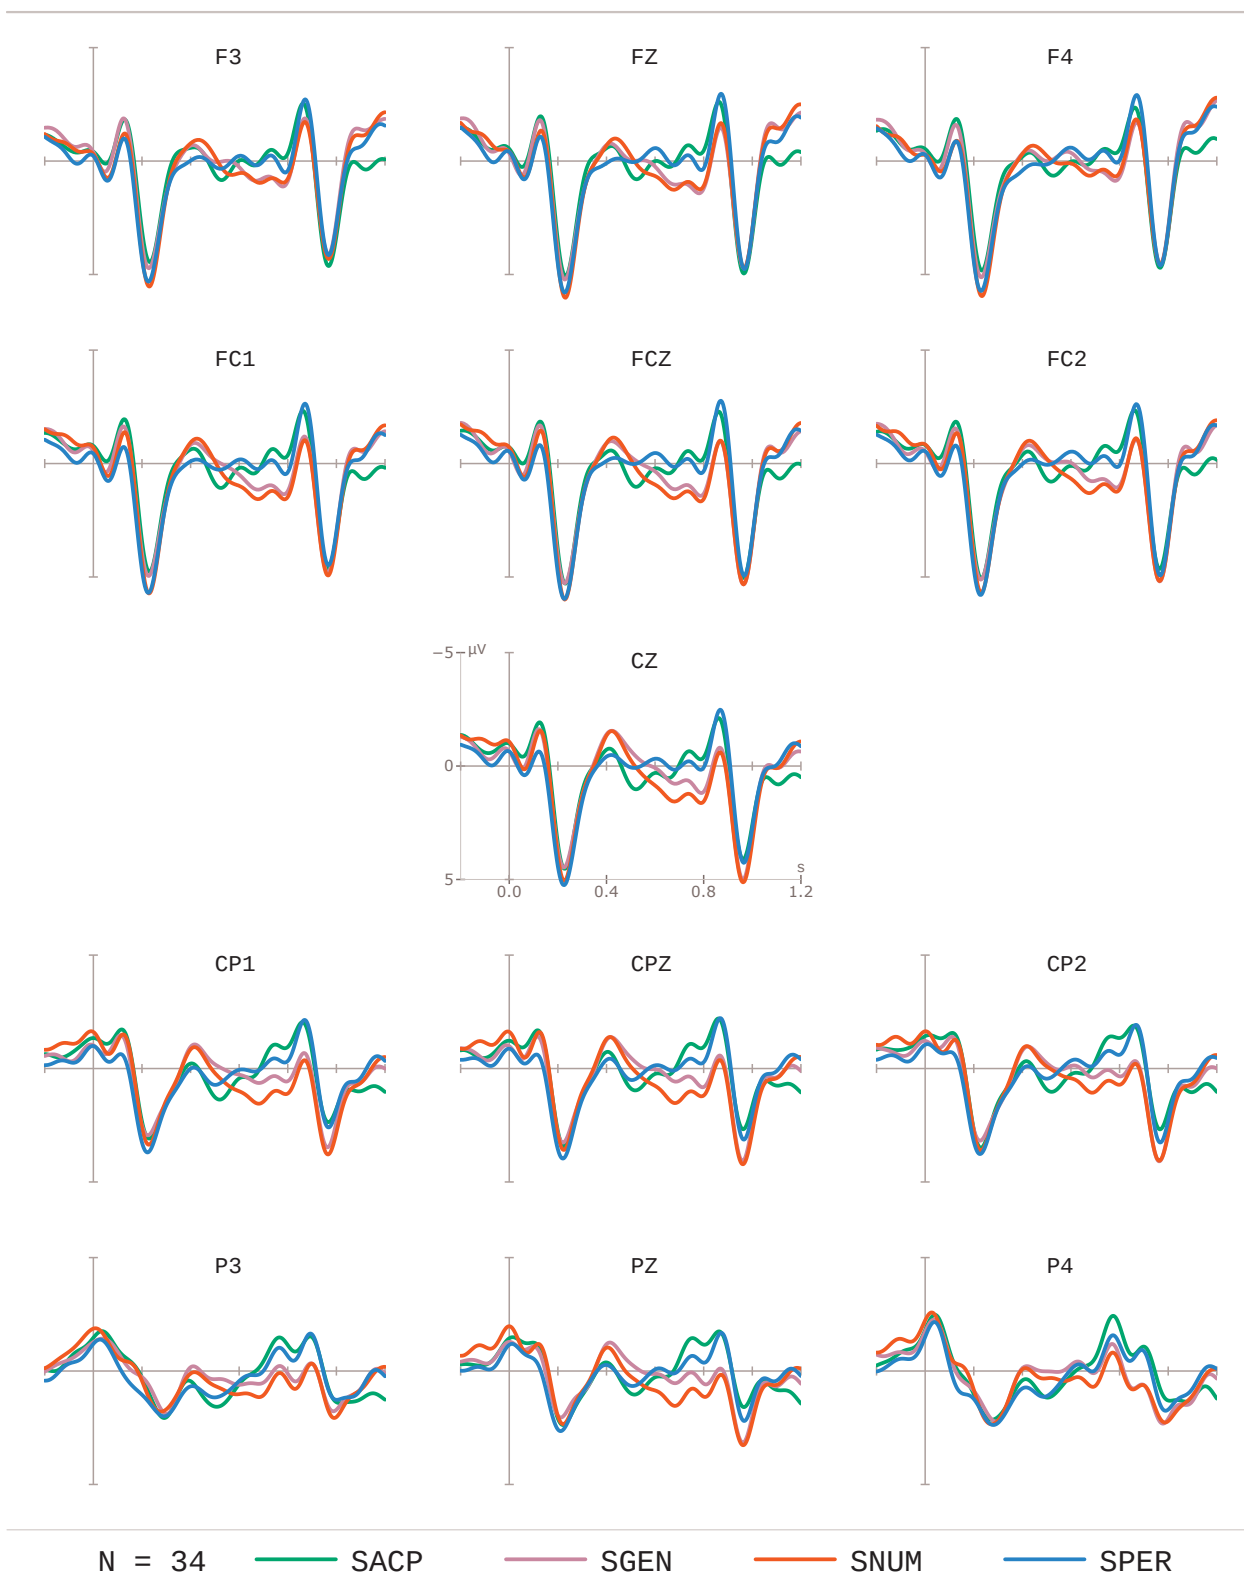 F3 FZ F4
FC1 FCZ FC2
−5 µV CZ
0
s
5
0.0 0.4 0.8 1.2
CP1 CPZ CP2
P3 PZ P4
N = 34 SACP SGEN SNUM SPER